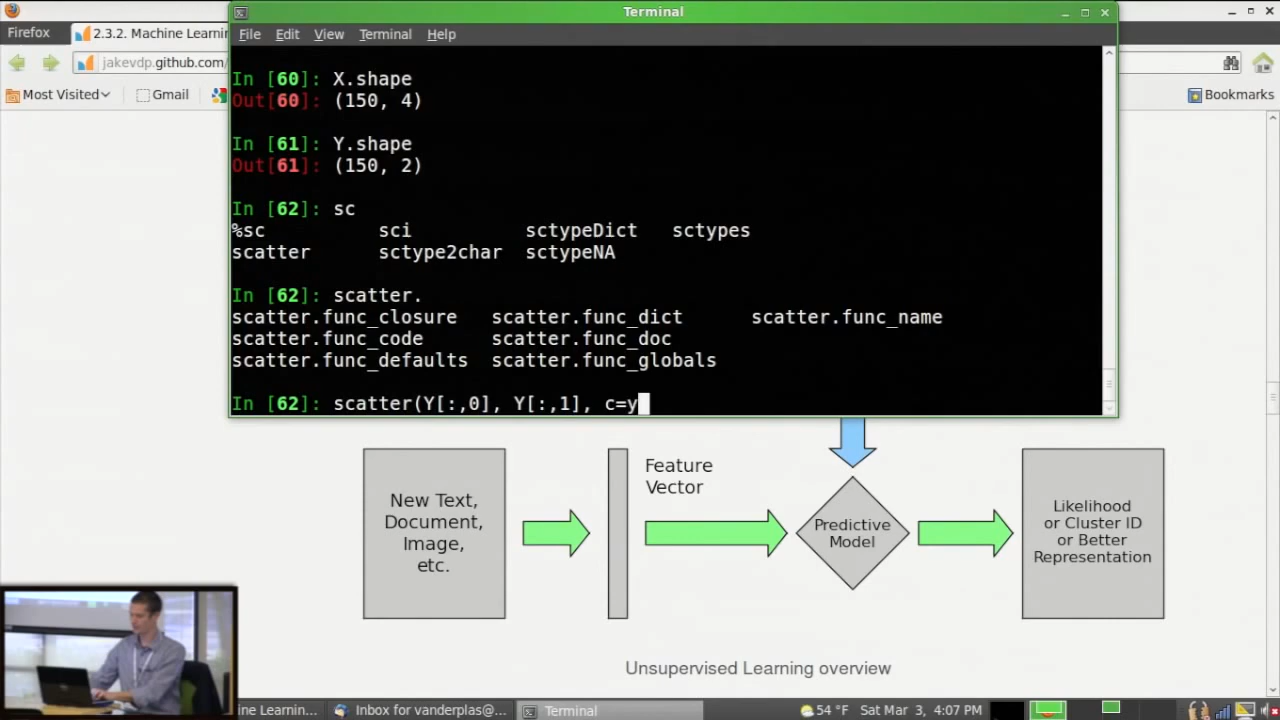 Terminal
Firefox
2.3.2. Machine Learni
File Edit View Terminal Help
jakevdp.github.com/
Most Visited
Gmail
Bookmarks
In [60]: X.shape
Out[60]: (150, 4)
In [61]: Y.shape
Out[61]: (150, 2)
In [62]: sc
%sc sci sctypeDict sctypes
scatter sctype2char sctypeNA
In [62]: scatter.
scatter.func_closure scatter.func_dict scatter.func_name
scatter.func_code scatter.func_doc
scatter.func_defaults scatter.func_globals
In [62]: scatter(Y[:,0], Y[:,1], c=y
New Text,
Document,
Image,
etc.
Feature
Vector
Predictive
Model
Likelihood
or Cluster ID
or Better
Representation
Unsupervised Learning overview
ne Learning...
Inbox for vanderplas@...
Terminal
54 °F Sat Mar 3, 4:07 PM